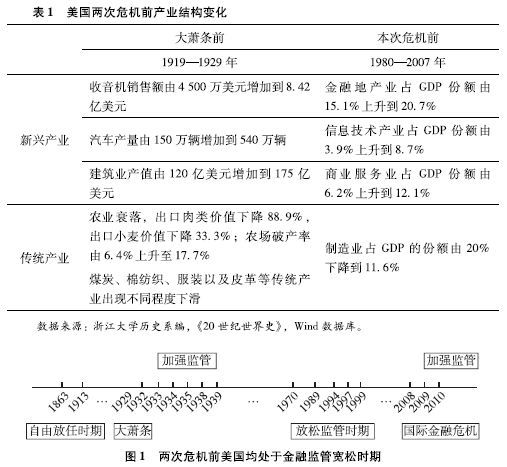 表 1 美国两次危机前产业结构变化
大萧条前
本次危机前
1919—1929 年
1980—2007 年
新兴产业
收音机销售额由 4 500 万美元增加到 8.42
亿美元
金融地产业占 GDP 份额由
15.1% 上升到 20.7%
汽车产量由 150 万辆增加到 540 万辆
信息技术产业占 GDP 份额由
3.9% 上升到 8.7%
建筑业产值由 120 亿美元增加到 175 亿
美元
商业服务业占 GDP 份额由
6.2% 上升到 12.1%
传统产业
农业衰落，出口肉类价值下降 88.9%，
出口小麦价值下降 33.3%；农场破产率
由 6.4% 上升至 17.7%
煤炭、棉纺织、服装以及皮革等传统产
业出现不同程度下滑
制造业占 GDP 的份额由 20%
下降到 11.6%
数据来源：浙江大学历史系编，《20 世纪世界史》，Wind 数据库。
加强监管 加强监管
1863 1913 … 1929 1932 1933 1934 1935 1938 1939 … 1970 1989 1994 1997 1999 … 2008 2009 2010
自由放任时期 大萧条 放松监管时期 国际金融危机
图 1 两次危机前美国均处于金融监管宽松时期